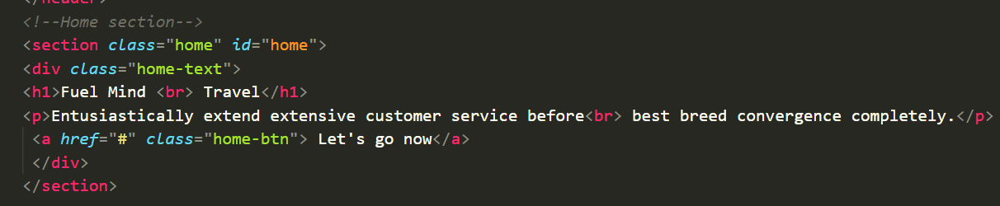 </header>
<!--Home section-->
<section class="home" id="home">
<div class="home-text">
<h1>Fuel Mind <br> Travel</h1>
<p>Entusiastically extend extensive customer service before<br> best breed convergence completely.</p>
<a href="#" class="home-btn"> Let's go now</a>
</div>
</section>